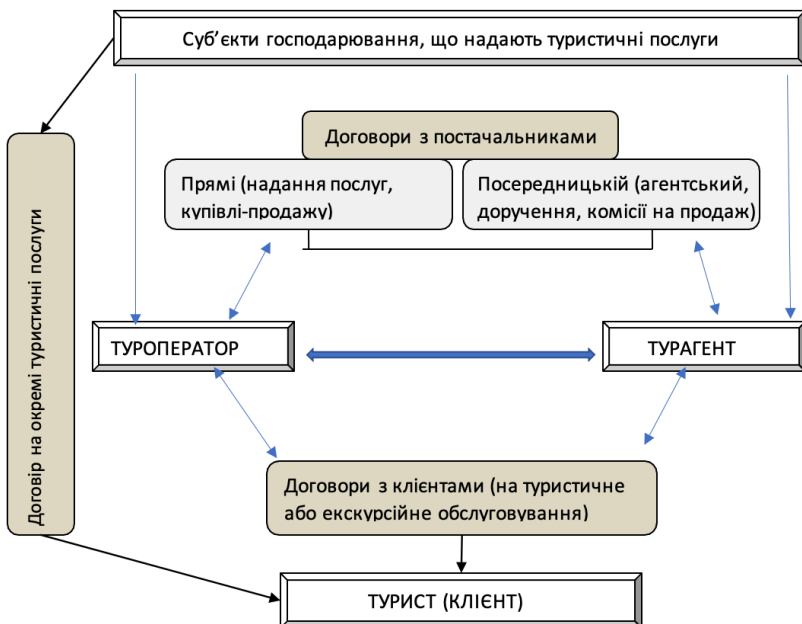 Суб’єкти господарювання, що надають туристичні послуги
Договори з постачальниками
Прямі (надання послуг,
купівлі-продажу)
Посередницькій (агентський,
доручення, комісії на продаж)
Договір на окремі туристичні послуги
ТУРОПЕРАТОР
ТУРАГЕНТ
Договори з клієнтами (на туристичне
або екскурсійне обслуговування)
ТУРИСТ (КЛІЄНТ)